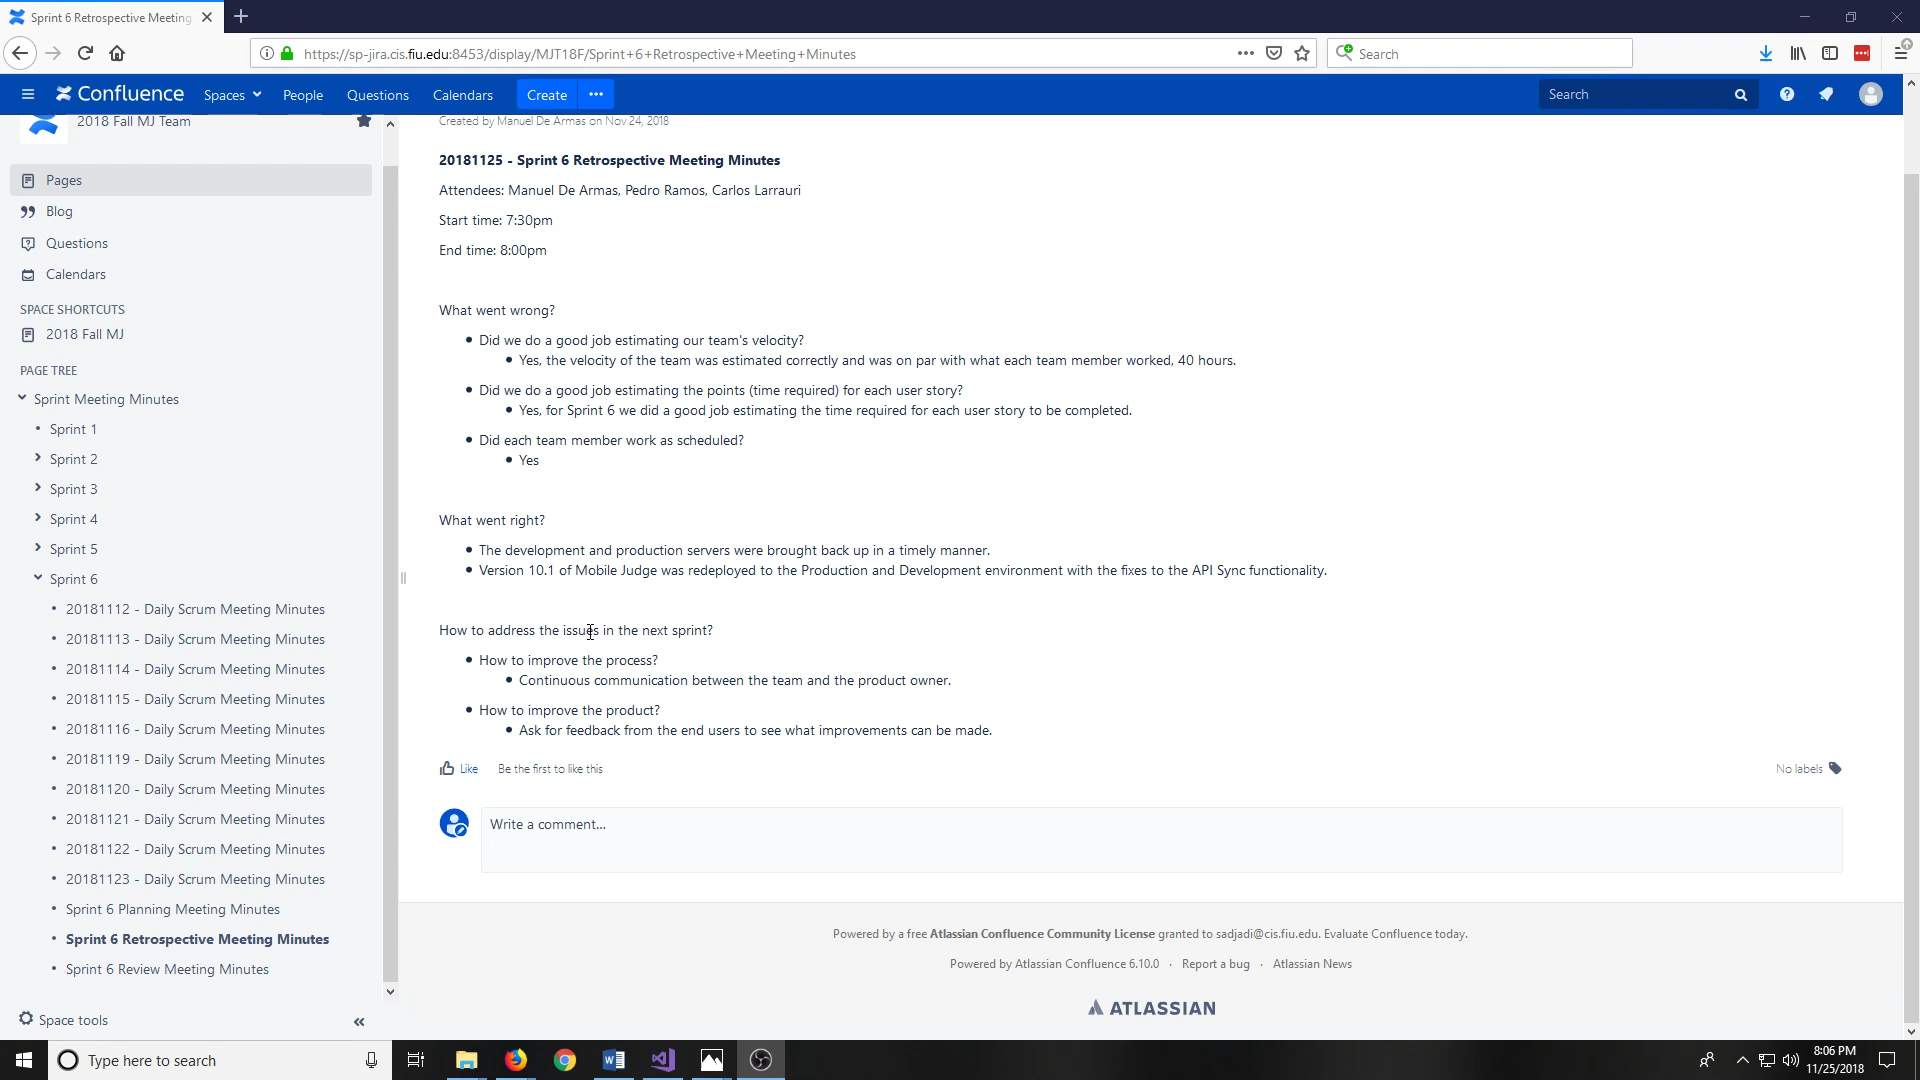 Sprint 6 Retrospective Meeting
https://sp-jira.cis.fiu.edu:8453/display/MJT18F/Sprint+6+Retrospective+Meeting+Minutes
Search
Confluence
Spaces
People
Questions
Calendars
Create
Search
2018 Fall MJ Team
Created by Manuel De Armas on Nov 24, 2018
Pages
Blog
Questions
Calendars
SPACE SHORTCUTS
2018 Fall MJ
PAGE TREE
Sprint Meeting Minutes
Sprint 1
Sprint 2
Sprint 3
Sprint 4
Sprint 5
Sprint 6
20181112 - Daily Scrum Meeting Minutes
20181113 - Daily Scrum Meeting Minutes
20181114 - Daily Scrum Meeting Minutes
20181115 - Daily Scrum Meeting Minutes
20181116 - Daily Scrum Meeting Minutes
20181119 - Daily Scrum Meeting Minutes
20181120 - Daily Scrum Meeting Minutes
20181121 - Daily Scrum Meeting Minutes
20181122 - Daily Scrum Meeting Minutes
20181123 - Daily Scrum Meeting Minutes
Sprint 6 Planning Meeting Minutes
Sprint 6 Retrospective Meeting Minutes
Sprint 6 Review Meeting Minutes
Space tools
20181125 - Sprint 6 Retrospective Meeting Minutes
Attendees: Manuel De Armas, Pedro Ramos, Carlos Larrauri
Start time: 7:30pm
End time: 8:00pm
What went wrong?
Did we do a good job estimating our team's velocity?
Yes, the velocity of the team was estimated correctly and was on par with what each team member worked, 40 hours.
Did we do a good job estimating the points (time required) for each user story?
Yes, for Sprint 6 we did a good job estimating the time required for each user story to be completed.
Did each team member work as scheduled?
Yes
What went right?
The development and production servers were brought back up in a timely manner.
Version 10.1 of Mobile Judge was redeployed to the Production and Development environment with the fixes to the API Sync functionality.
How to address the issues in the next sprint?
How to improve the process?
Continuous communication between the team and the product owner.
How to improve the product?
Ask for feedback from the end users to see what improvements can be made.
Like
Be the first to like this
No labels
Write a comment...
Powered by a free Atlassian Confluence Community License granted to sadjadi@cis.fiu.edu. Evaluate Confluence today.
Powered by Atlassian Confluence 6.10.0 · Report a bug · Atlassian News
ATLASSIAN
Type here to search
8:06 PM
11/25/2018